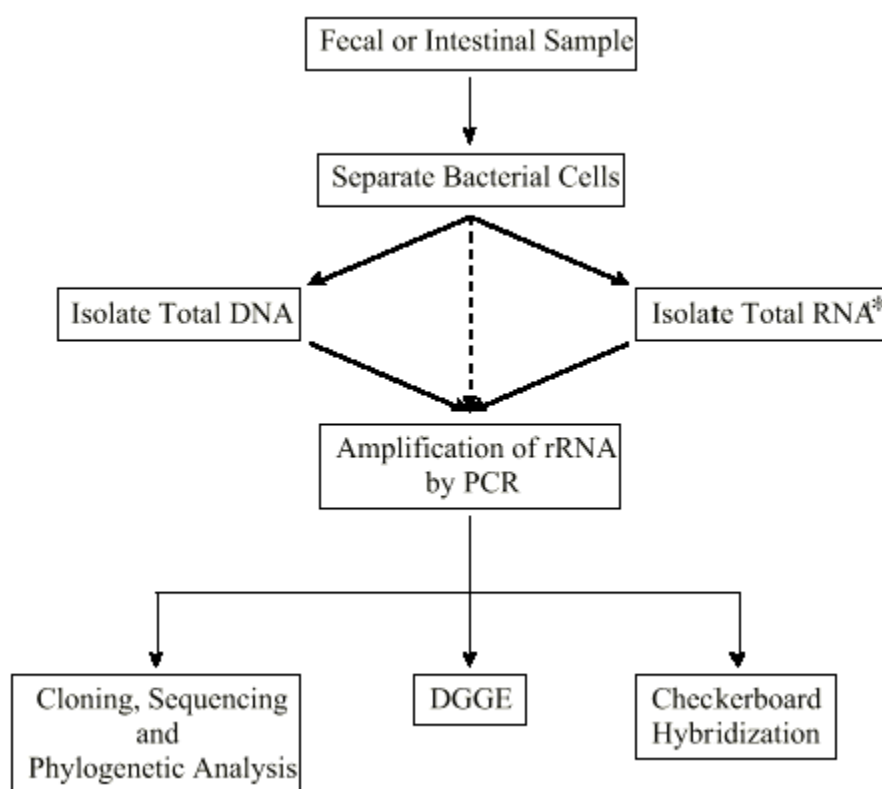 Fecal or Intestinal Sample
Separate Bacterial Cells
Isolate Total DNA
Isolate Total RNA*
Amplification of rRNA
by PCR
Cloning, Sequencing
and
Phylogenetic Analysis
DGGE
Checkerboard
Hybridization